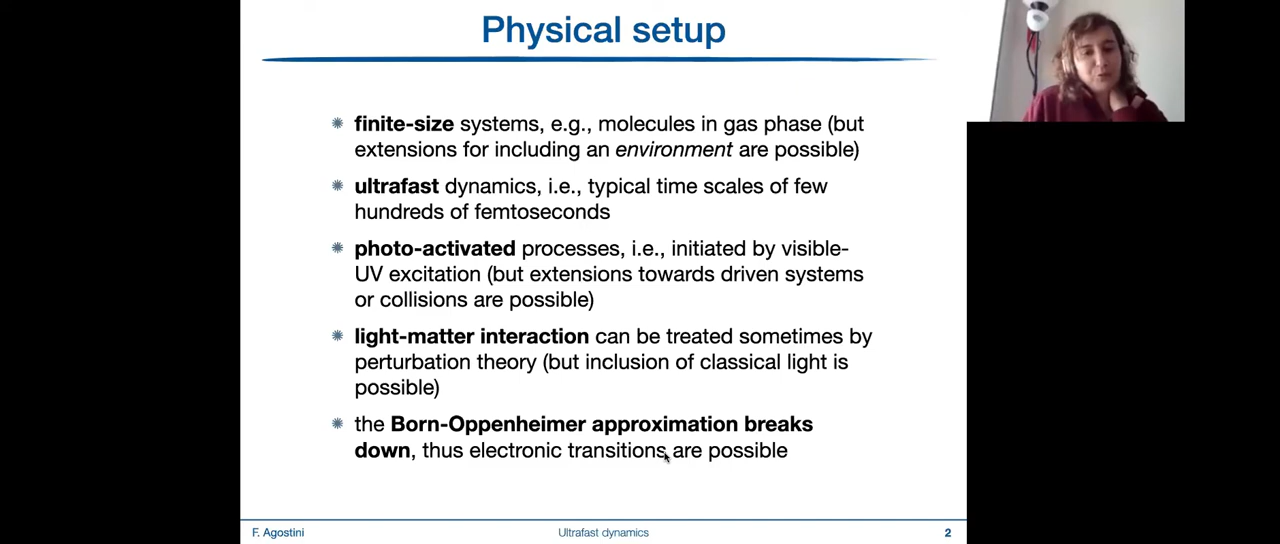 Physical setup
finite-size systems, e.g., molecules in gas phase (but
extensions for including an environment are possible)
ultrafast dynamics, i.e., typical time scales of few
hundreds of femtoseconds
photo-activated processes, i.e., initiated by visible-
UV excitation (but extensions towards driven systems
or collisions are possible)
light-matter interaction can be treated sometimes by
perturbation theory (but inclusion of classical light is
possible)
the Born-Oppenheimer approximation breaks
down, thus electronic transitions are possible
F. Agostini
Ultrafast dynamics
2